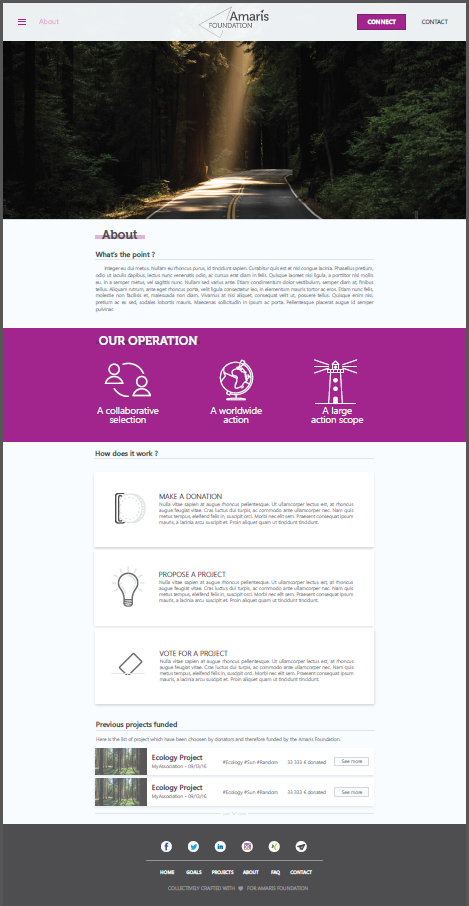 About
Amaris
FOUNDATION
CONNECT
CONTACT
About
What's the point ?
Integer eu dui metus. Nullam eu rhoncus purus, id tincidunt sapien. Curabitur quis est et nisl congue lacinia. Phasellus pretium,
odio ut iaculis dapibus, lectus nunc venenatis odio, ac cursus erat diam in felis. Quisque laoreet nisl ligula, a porttitor nisl mollis
eu. In a semper metus, vel sagittis nunc. Nullam sed varius ante. Etiam condimentum dolor vestibulum, semper diam at, finibus
tellus. Aliquam rutrum, ante eget rhoncus porta, velit ligula consectetur leo, in elementum mauris tortor ac eros. Etiam nunc felis,
molestie non facilisis et, malesuada non diam. Vivamus at nisl aliquet, consequat velit ut, posuere tellus. Quisque enim nisi,
pretium ac ex sed, sodales lobortis mauris. Maecenas sollicitudin in ipsum ac porta. Pellentesque placerat augue id semper
pulvinar.
OUR OPERATION
A collaborative
selection
A worldwide
action
A large
action scope
How does it work ?
MAKE A DONATION
Nulla vitae sapien at augue rhoncus pellentesque. Ut ullamcorper lectus est, at rhoncus
augue feugiat vitae. Cras luctus dui turpis, ac commodo ante ullamcorper nec. Nam quis
metus tempus, eleifend felis in, suscipit orci. Morbi nec elit sem. Praesent consequat ipsum
mauris, a lacinia arcu suscipit et. Proin aliquet quam ut tincidunt tincidunt.
PROPOSE A PROJECT
Nulla vitae sapien at augue rhoncus pellentesque. Ut ullamcorper lectus est, at rhoncus
augue feugiat vitae. Cras luctus dui turpis, ac commodo ante ullamcorper nec. Nam quis
metus tempus, eleifend felis in, suscipit orci. Morbi nec elit sem. Praesent consequat ipsum
mauris, a lacinia arcu suscipit et. Proin aliquet quam ut tincidunt tincidunt.
VOTE FOR A PROJECT
Nulla vitae sapien at augue rhoncus pellentesque. Ut ullamcorper lectus est, at rhoncus
augue feugiat vitae. Cras luctus dui turpis, ac commodo ante ullamcorper nec. Nam quis
metus tempus, eleifend felis in, suscipit orci. Morbi nec elit sem. Praesent consequat ipsum
mauris, a lacinia arcu suscipit et. Proin aliquet quam ut tincidunt tincidunt.
Previous projects funded
Here is the list of project which have been choosen by donators and therefore funded by the Amaris Foundation.
Ecology Project
MyAssociation - 09/13/16
#Ecology #Sun #Random
33 333 € donated
See more
Ecology Project
MyAssociation - 09/13/16
#Ecology #Sun #Random
33 333 € donated
See more
HOME
GOALS
PROJECTS
ABOUT
FAQ
CONTACT
COLLECTIVELY CRAFTED WITH
FOR AMARIS FOUNDATION